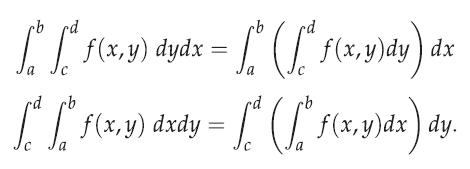 ∫_a^b ∫_c^d f(x,y) dydx = ∫_a^b (∫_c^d f(x,y)dy) dx
∫_c^d ∫_a^b f(x,y) dxdy = ∫_c^d (∫_a^b f(x,y)dx) dy.